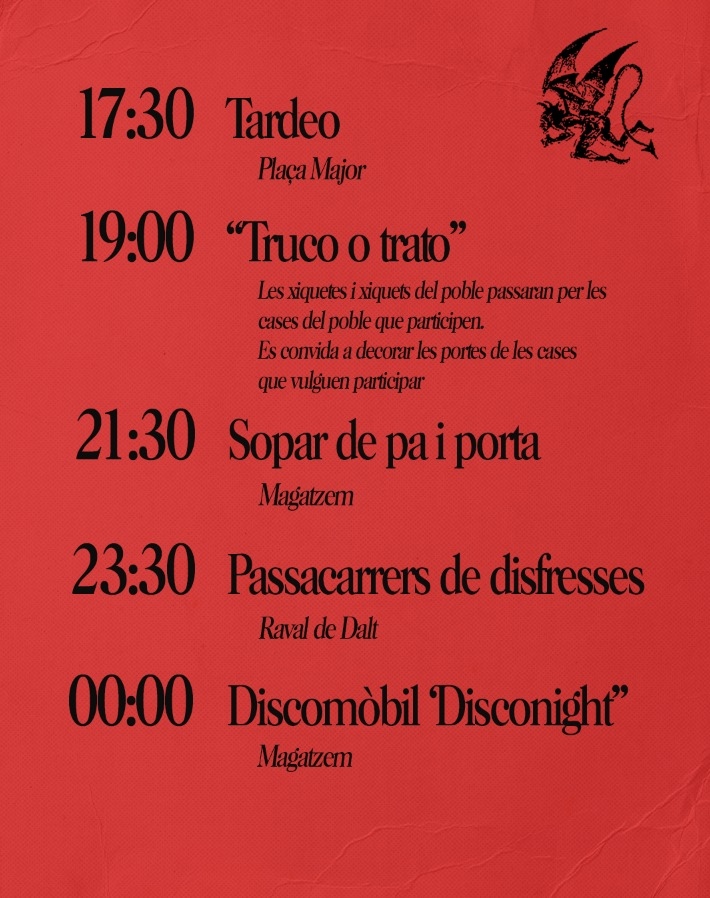 17:30 Tardeo
Plaça Major
19:00 “Truco o trato”
Les xiquetes i xiquets del poble passaran per les
cases del poble que participen.
Es convida a decorar les portes de les cases
que vulguen participar
21:30 Sopar de pa i porta
Magatzem
23:30 Passacarrers de disfresses
Raval de Dalt
00:00 Discomòbil ‘Disconight”
Magatzem